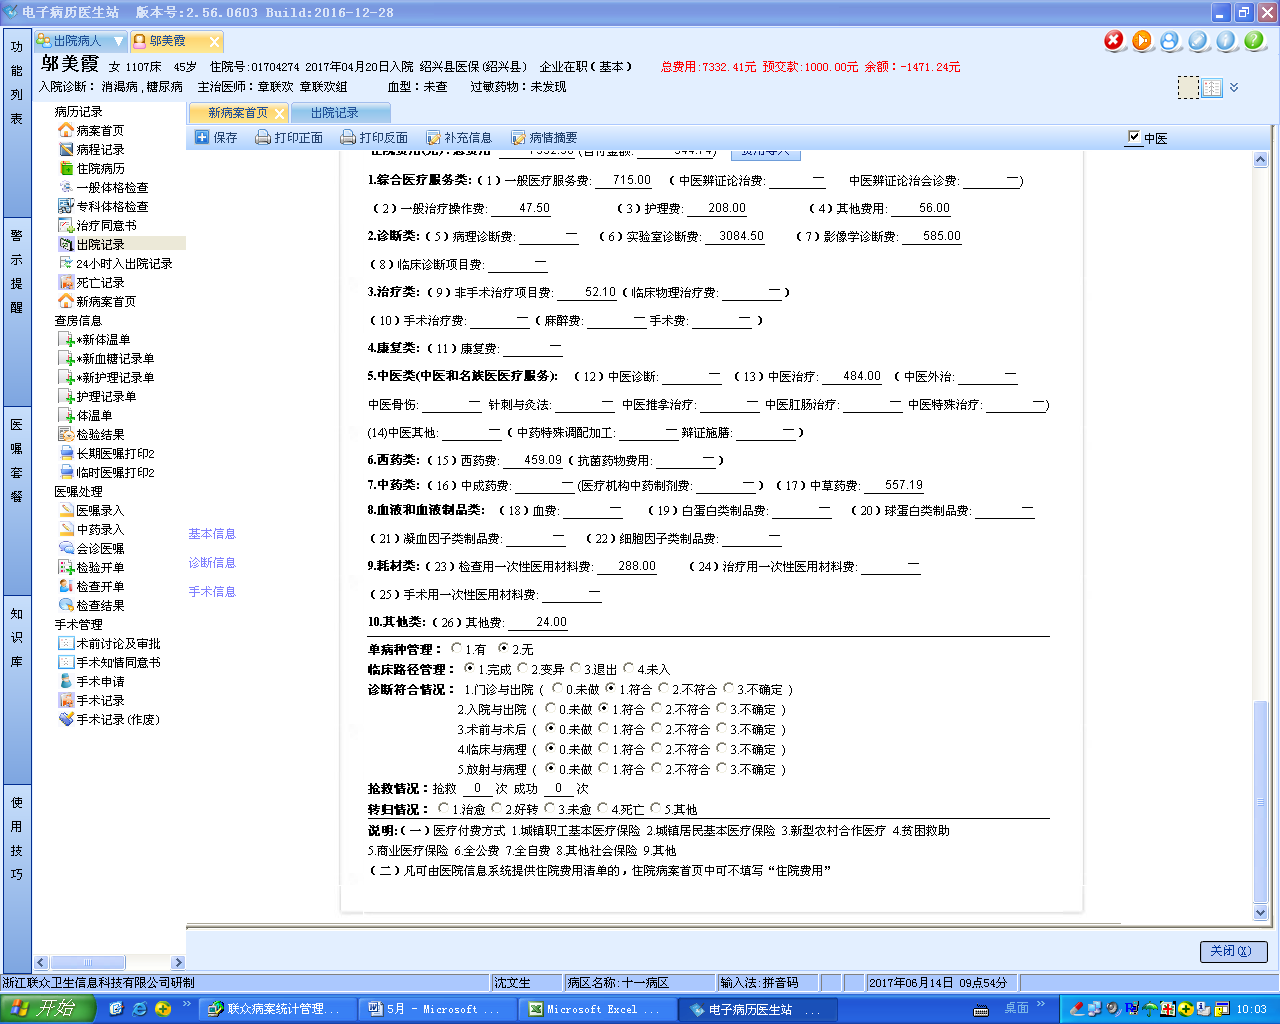 电子病历医生站 版本号:2.56.0603 Build:2016-12-28
出院病人 邬美霞
邬美霞 女 1107床 45岁 住院号:01704274 2017年04月20日入院 绍兴县医保(绍兴县) 企业在职(基本) 总费用:7332.41元 预交款:1000.00元 余额:-1471.24元
入院诊断: 消渴病,糖尿病 主治医师:章联欢 章联欢组 血型:未查 过敏药物:未发现
功能列表
警示提醒
医嘱套餐
知识库
使用技巧
病历记录
病案首页
病程记录
住院病历
一般体格检查
专科体格检查
治疗同意书
出院记录
24小时入出院记录
死亡记录
新病案首页
查房信息
*新体温单
*新血糖记录单
*新护理记录单
护理记录单
体温单
检验结果
长期医嘱打印2
临时医嘱打印2
医嘱处理
医嘱录入
中药录入
会诊医嘱
检验开单
检查开单
检查结果
手术管理
术前讨论及审批
手术知情同意书
手术申请
手术记录
手术记录(作废)
新病案首页 出院记录
保存 打印正面 打印反面 补充信息 病情摘要 中医
基本信息
诊断信息
手术信息
1.综合医疗服务类:(1)一般医疗服务费: 715.00 (中医辨证论治费: — 中医辨证论治会诊费: —)
(2)一般治疗操作费: 47.50 (3)护理费: 208.00 (4)其他费用: 56.00
2.诊断类:(5)病理诊断费: — (6)实验室诊断费: 3084.50 (7)影像学诊断费: 585.00
(8)临床诊断项目费: —
3.治疗类:(9)非手术治疗项目费: 52.10(临床物理治疗费: —)
(10)手术治疗费: —(麻醉费: —手术费: — )
4.康复类:(11)康复费: —
5.中医类(中医和名族医医疗服务): (12)中医诊断: — (13)中医治疗: 484.00 (中医外治: —
中医骨伤: — 针刺与灸法: — 中医推拿治疗: — 中医肛肠治疗: — 中医特殊治疗: —)
(14)中医其他: —(中药特殊调配加工: —辩证施膳: —)
6.西药类:(15)西药费: 459.09(抗菌药物费用: —)
7.中药类:(16)中成药费: —(医疗机构中药制剂费: —) (17)中草药费: 557.19
8.血液和血液制品类: (18)血费: — (19)白蛋白类制品费: — (20)球蛋白类制品费: —
(21)凝血因子类制品费: — (22)细胞因子类制品费: —
9.耗材类:(23)检查用一次性医用材料费: 288.00 (24)治疗用一次性医用材料费: —
(25)手术用一次性医用材料费: —
10.其他类:(26)其他费: 24.00
单病种管理: 1.有 2.无
临床路径管理: 1.完成 2.变异 3.退出 4.未入
诊断符合情况: 1.门诊与出院 ( 0.未做 1.符合 2.不符合 3.不确定 )
2.入院与出院 ( 0.未做 1.符合 2.不符合 3.不确定 )
3.术前与术后 ( 0.未做 1.符合 2.不符合 3.不确定 )
4.临床与病理 ( 0.未做 1.符合 2.不符合 3.不确定 )
5.放射与病理 ( 0.未做 1.符合 2.不符合 3.不确定 )
抢救情况:抢救 0 次 成功 0 次
转归情况: 1.治愈 2.好转 3.未愈 4.死亡 5.其他
说明:(一)医疗付费方式 1.城镇职工基本医疗保险 2.城镇居民基本医疗保险 3.新型农村合作医疗 4.贫困救助
5.商业医疗保险 6.全公费 7.全自费 8.其他社会保险 9.其他
(二)凡可由医院信息系统提供住院费用清单的,住院病案首页中可不填写“住院费用”
关闭(X)
浙江联众卫生信息科技有限公司研制 沈文生 病区名称:十一病区 输入法:拼音码 2017年06月14日 09点54分
开始 联众病案统计管理... 5月 - Microsoft ... Microsoft Excel ... 电子病历医生站 ... 桌面 10:03